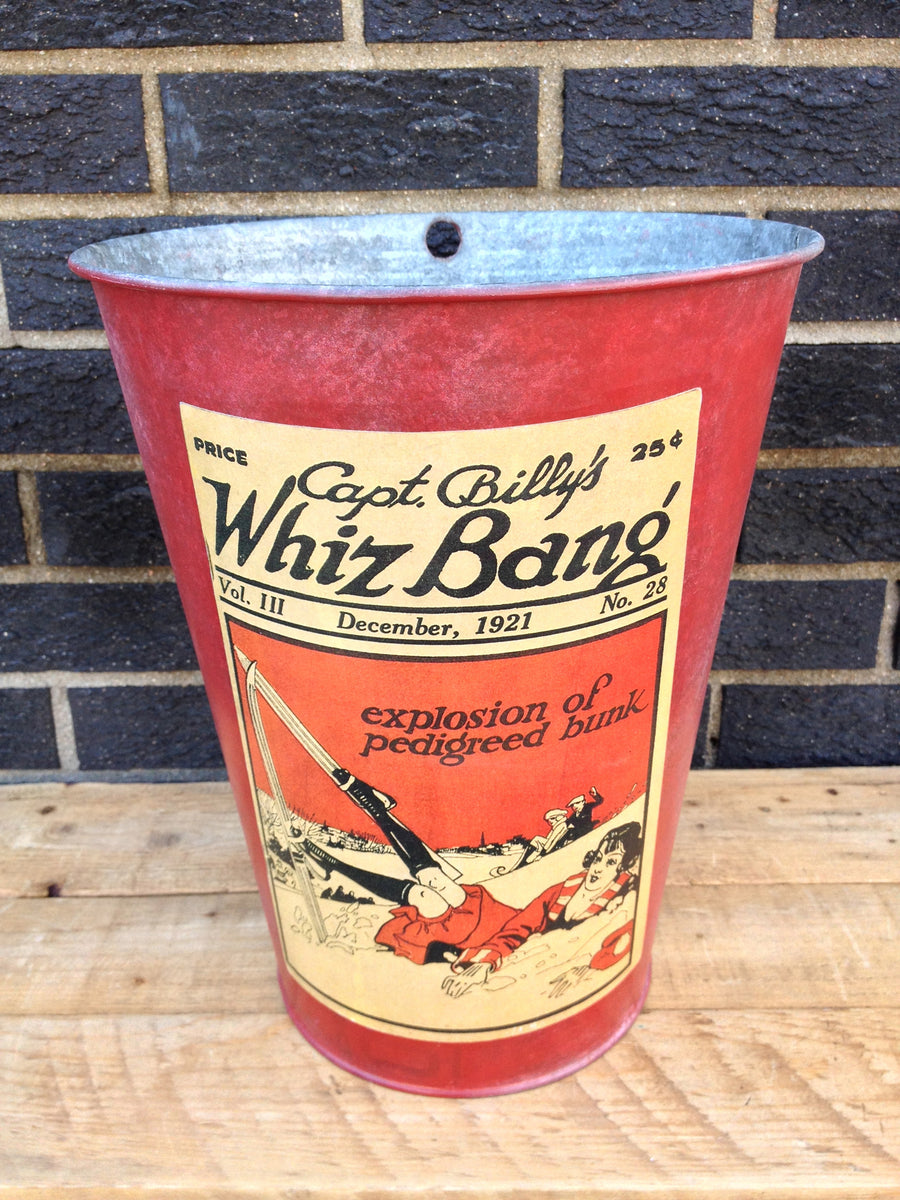 PRICE
25¢
Capt. Billy's
Whiz Bang
Vol. III
December, 1921
No. 28
explosion of
pedigreed bunk